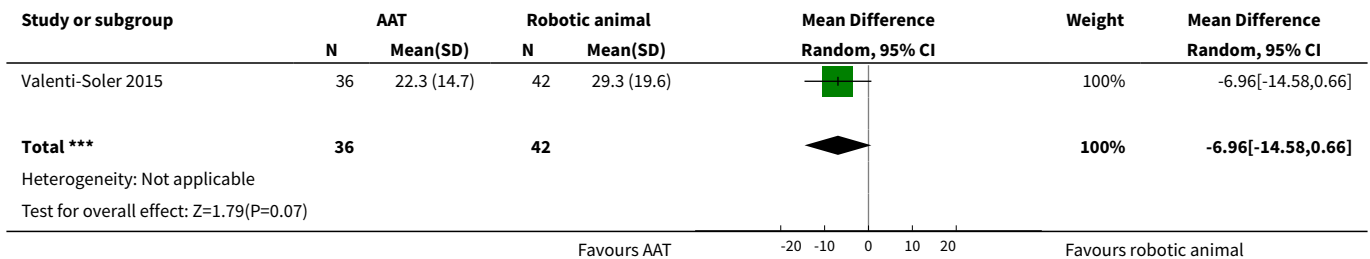 Study or subgroup AAT Robotic animal Mean Difference Weight Mean Difference
N Mean(SD) N Mean(SD) Random, 95% CI Random, 95% CI
Valenti-Soler 2015 36 22.3 (14.7) 42 29.3 (19.6) 100% -6.96[-14.58,0.66]
Total *** 36 42 100% -6.96[-14.58,0.66]
Heterogeneity: Not applicable
Test for overall effect: Z=1.79(P=0.07)
Favours AAT -20 -10 0 10 20 Favours robotic animal